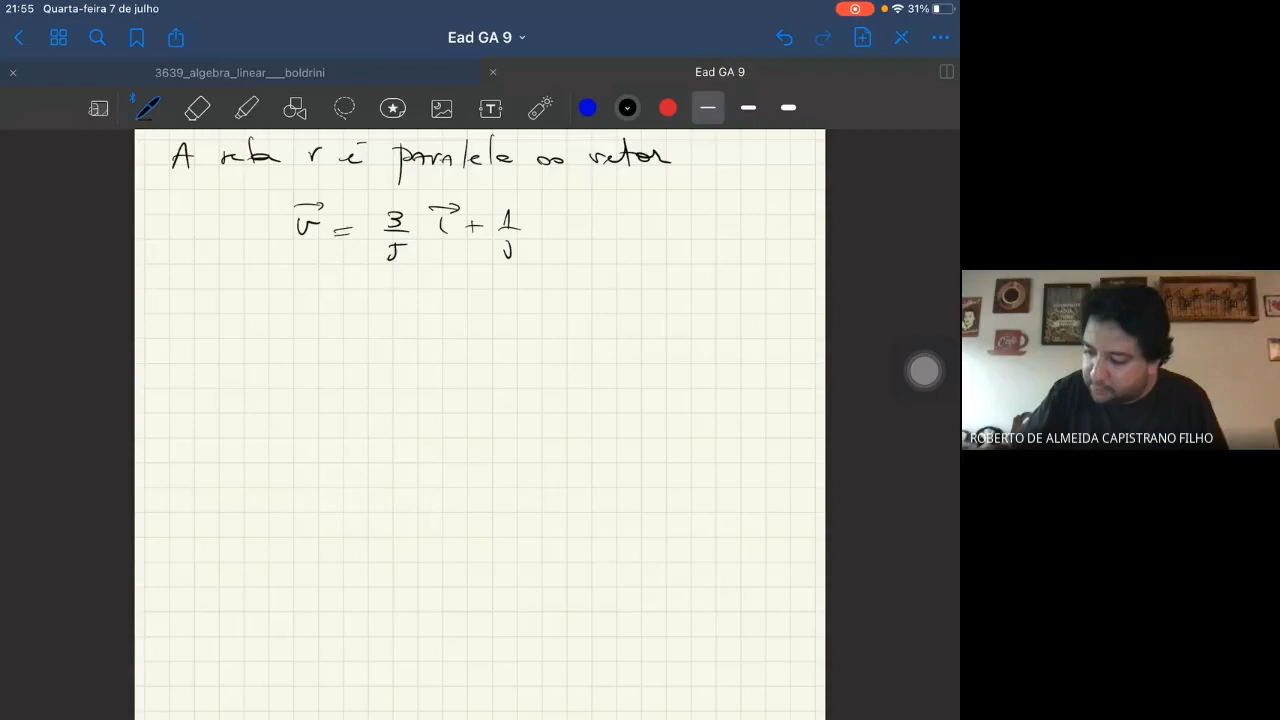 21:55 Quarta-feira 7 de julho
31%
Ead GA 9
3639_algebra_linear___boldrini
Ead GA 9
A reta r é paralela ao vetor
v = 3/5 i + 1/5
ROBERTO DE ALMEIDA CAPISTRANO FILHO